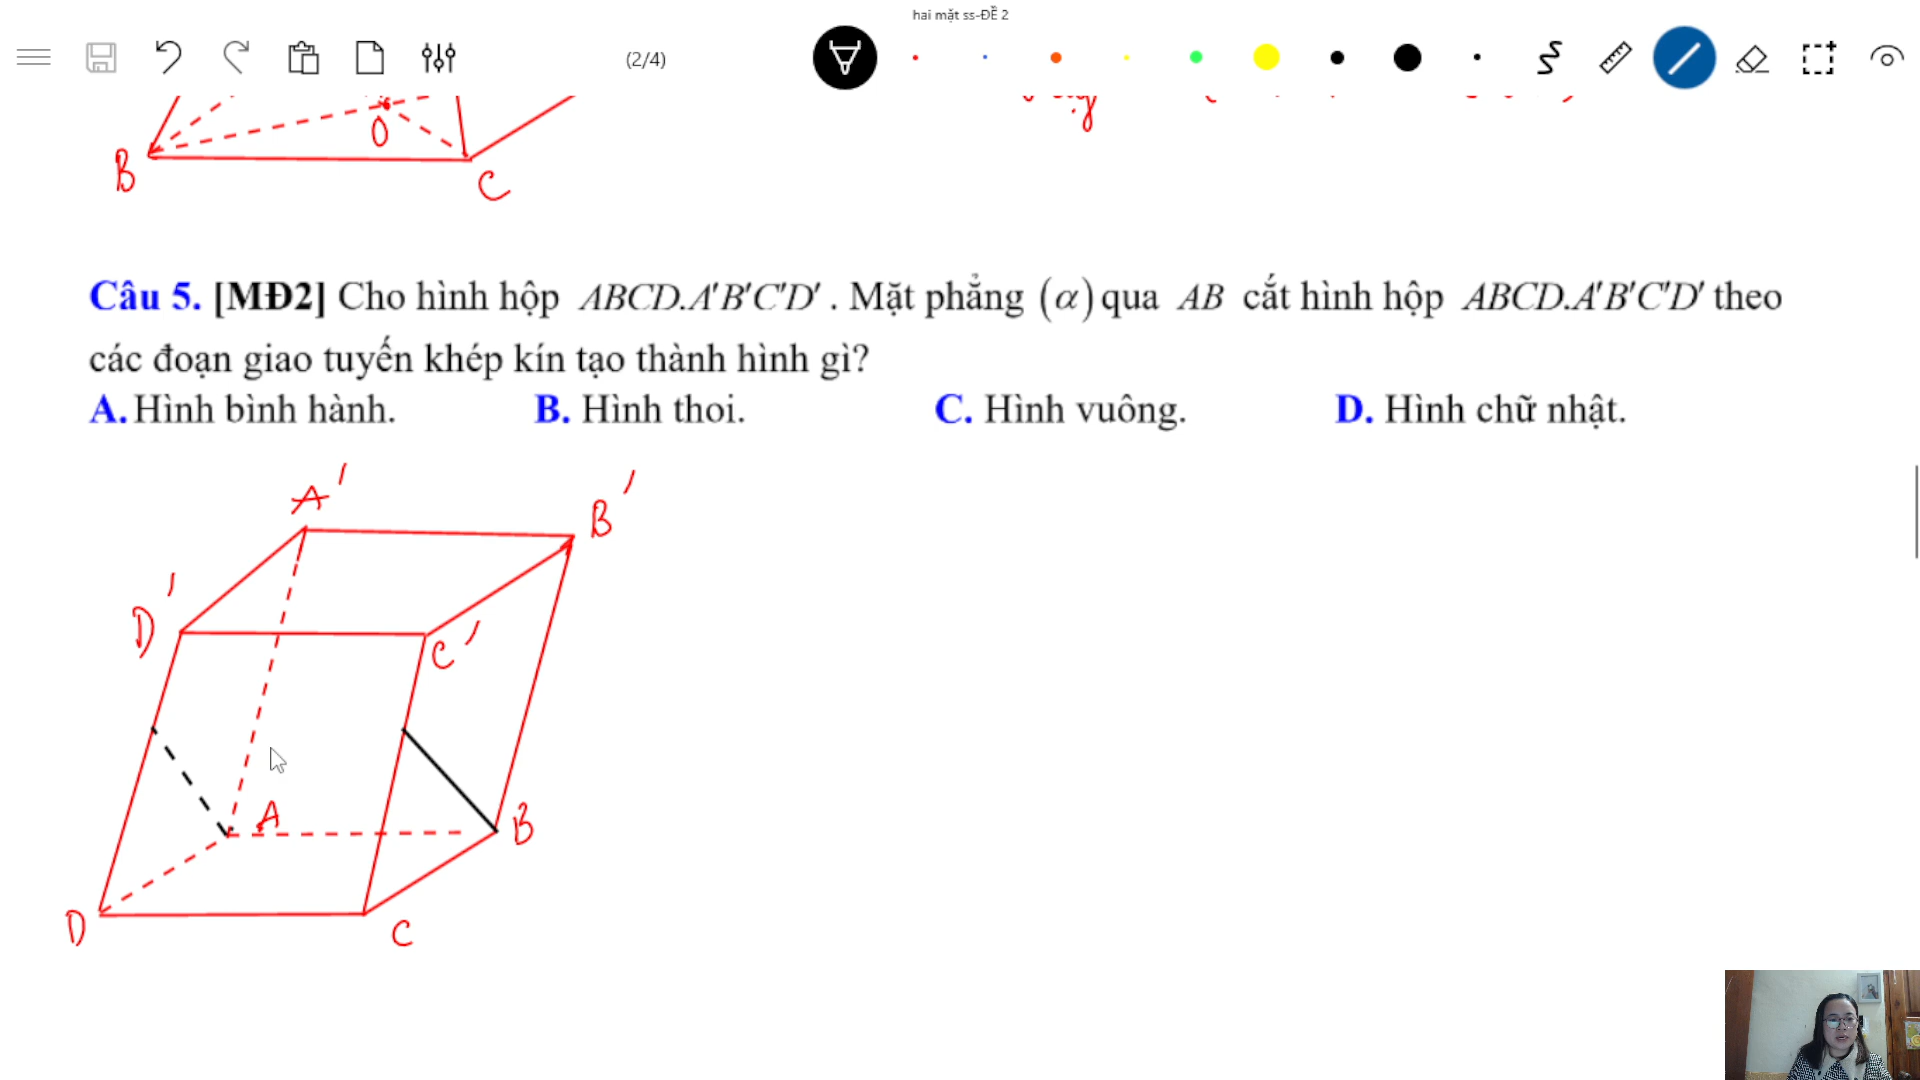 hai mặt ss-ĐỀ 2
(2/4)
O
B
C
Câu 5. [MĐ2] Cho hình hộp ABCD.A'B'C'D' . Mặt phẳng (α) qua AB cắt hình hộp ABCD.A'B'C'D' theo
các đoạn giao tuyến khép kín tạo thành hình gì?
A. Hình bình hành. B. Hình thoi. C. Hình vuông. D. Hình chữ nhật.
A'
B'
D'
C'
A
B
D
C